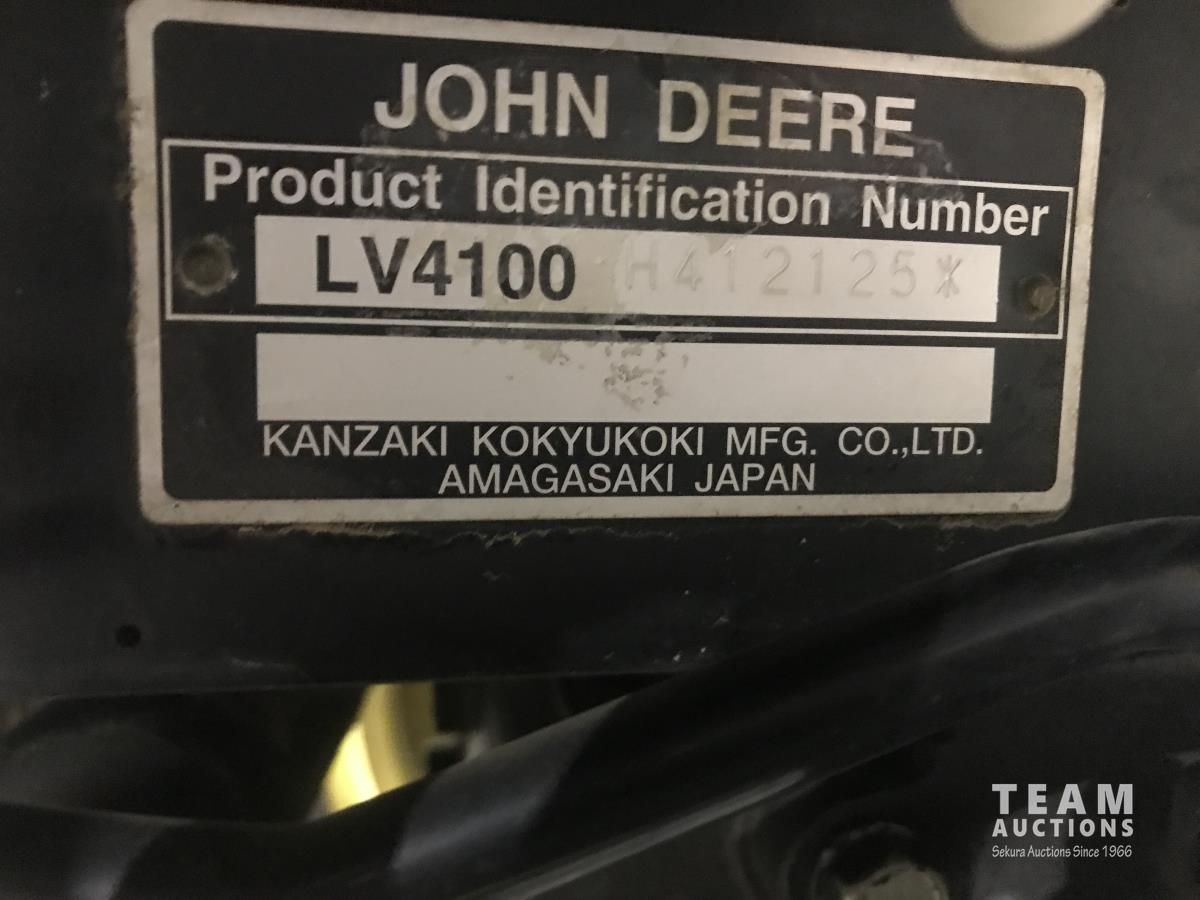 JOHN DEERE
Product Identification Number
LV4100 H412125*
KANZAKI KOKYUKOKI MFG. CO.,LTD.
AMAGASAKI JAPAN
TEAM
AUCTIONS
Sekura Auctions Since 1966